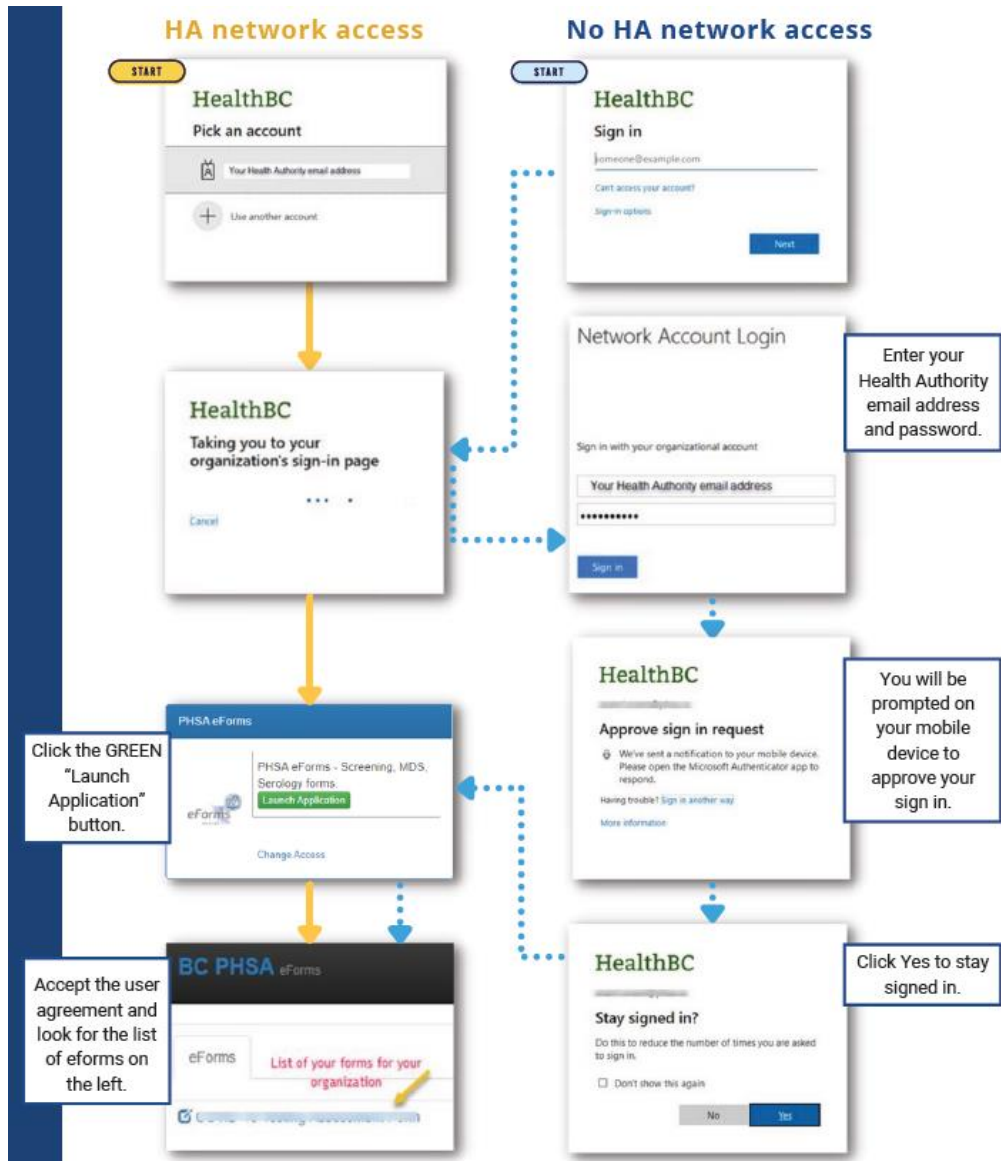 HA network access
START
HealthBC
Pick an account
Your Health Authority email address
Use another account
HealthBC
Taking you to your
organization's sign-in page
Cancel
Click the GREEN
“Launch
Application”
button.
PHSA eForms
PHSA eForms - Screening, MDS,
Serology forms.
Launch Application
eForms
Change Access
Accept the user
agreement and
look for the list
of eforms on
the left.
BC PHSA eForms
eForms
List of your forms for your
organization
No HA network access
START
HealthBC
Sign in
someone@example.com
Can't access your account?
Sign-in options
Next
Network Account Login
Sign in with your organizational account
Your Health Authority email address
Sign in
Enter your
Health Authority
email address
and password.
HealthBC
Approve sign in request
We've sent a notification to your mobile device.
Please open the Microsoft Authenticator app to
respond.
Having trouble? Sign in another way
More information
You will be
prompted on
your mobile
device to
approve your
sign in.
HealthBC
Stay signed in?
Do this to reduce the number of times you are asked
to sign in.
Don't show this again
No
Yes
Click Yes to stay
signed in.